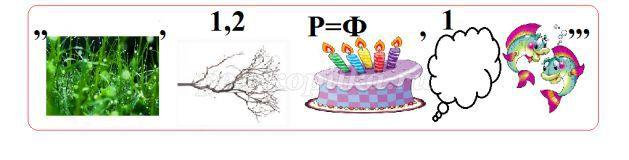 ,, , 1,2 Р=Ф , 1 ,,,